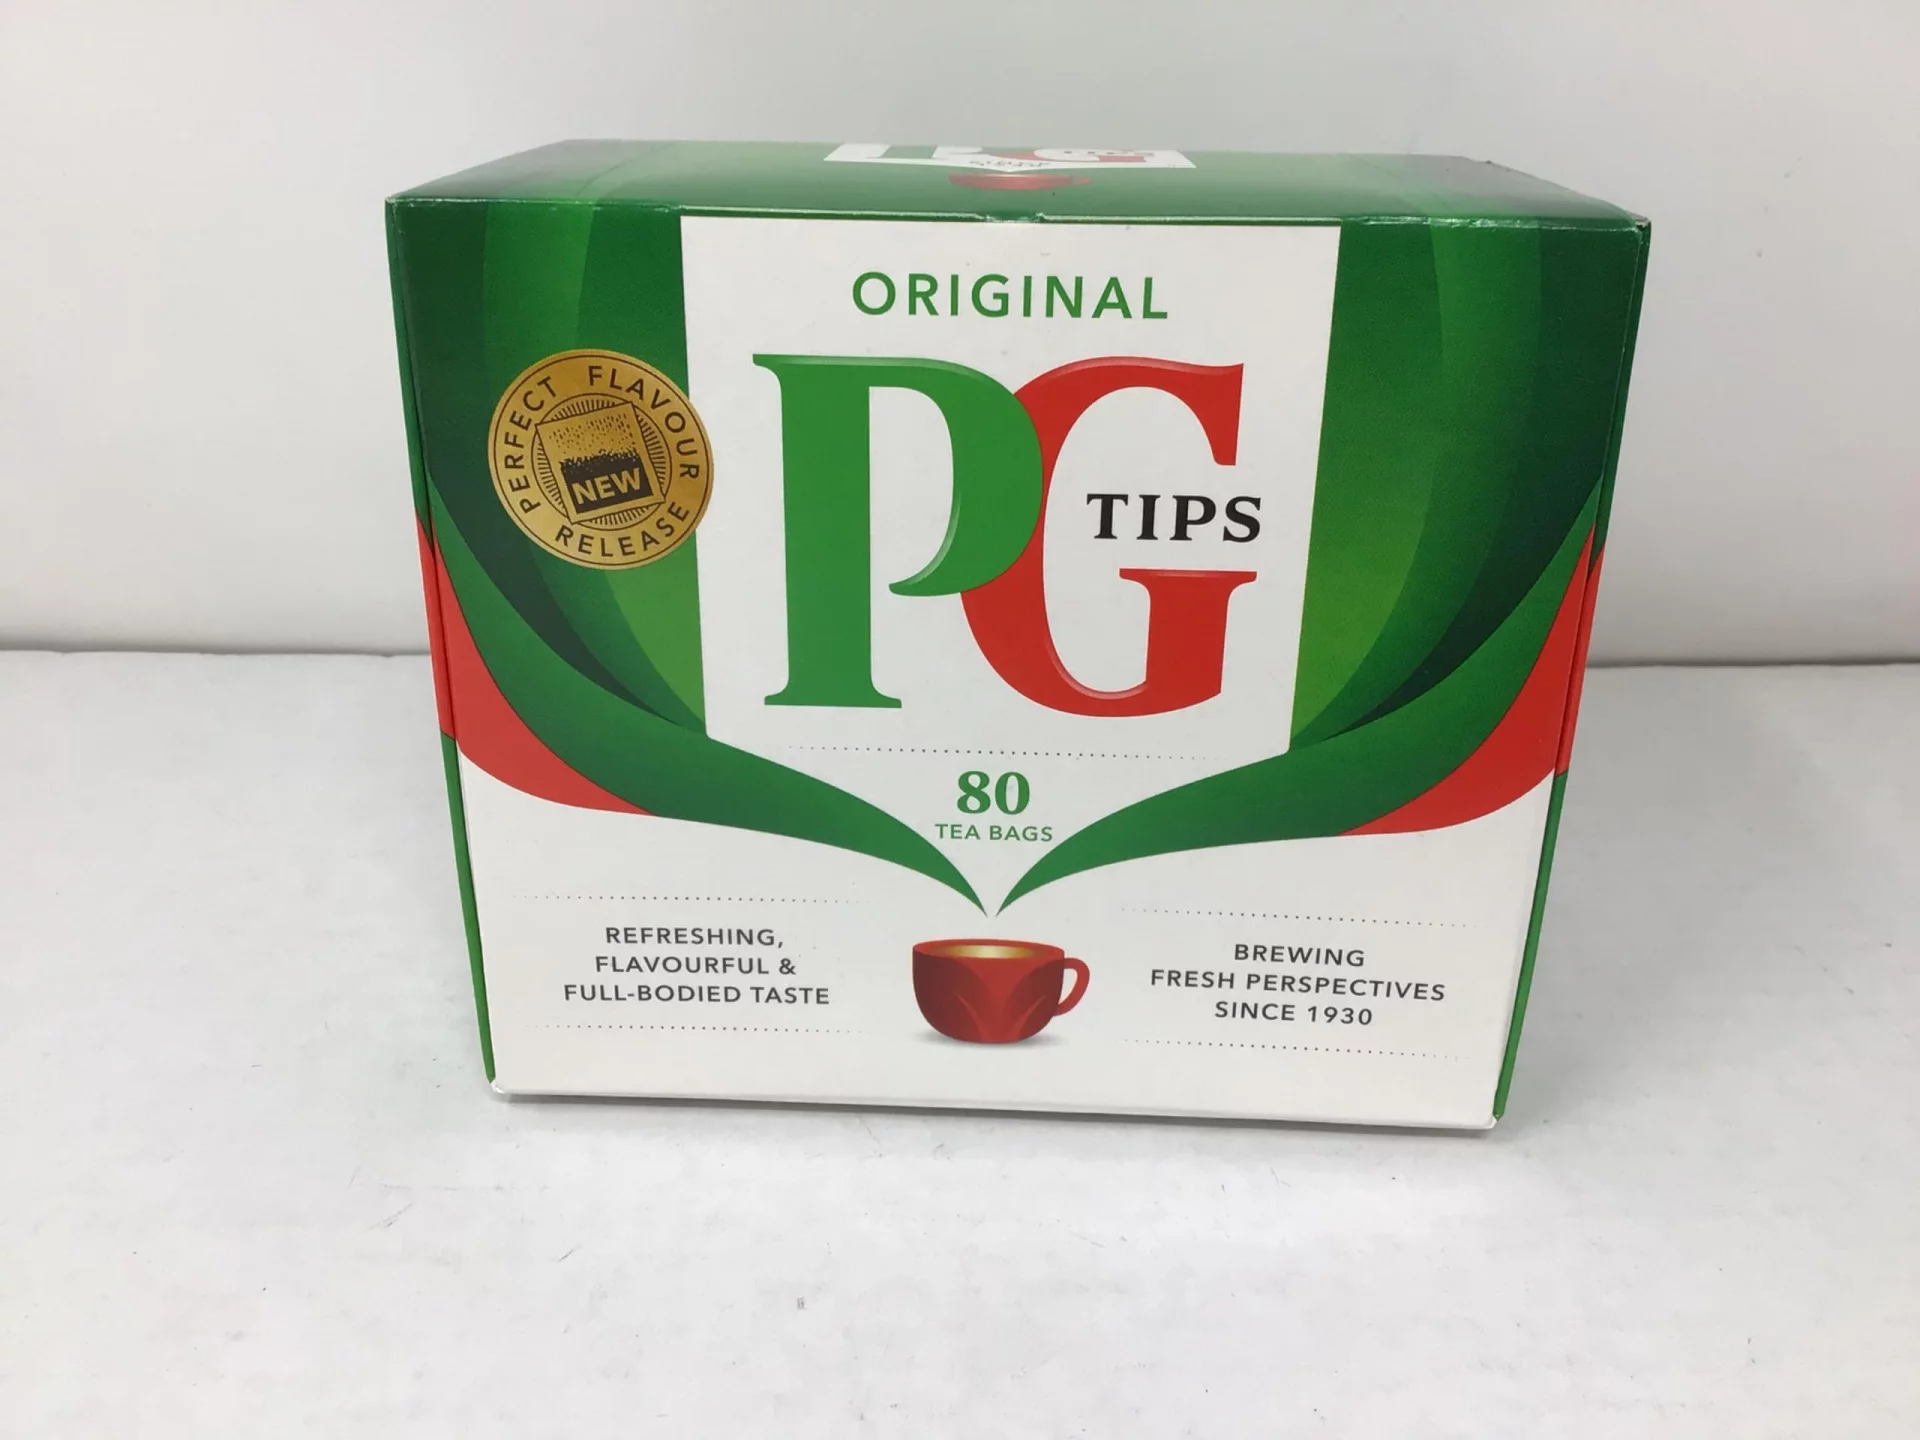 ORIGINAL
PG
TIPS
PERFECT FLAVOUR
NEW
RELEASE
80
TEA BAGS
REFRESHING,
FLAVOURFUL &
FULL-BODIED TASTE
BREWING
FRESH PERSPECTIVES
SINCE 1930